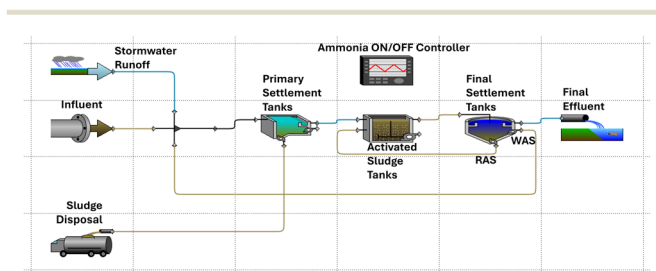 Stormwater
Runoff
Ammonia ON/OFF Controller
Primary
Settlement
Tanks
Final
Settlement
Tanks
Final
Effluent
Influent
Activated
Sludge
Tanks
WAS
RAS
Sludge
Disposal